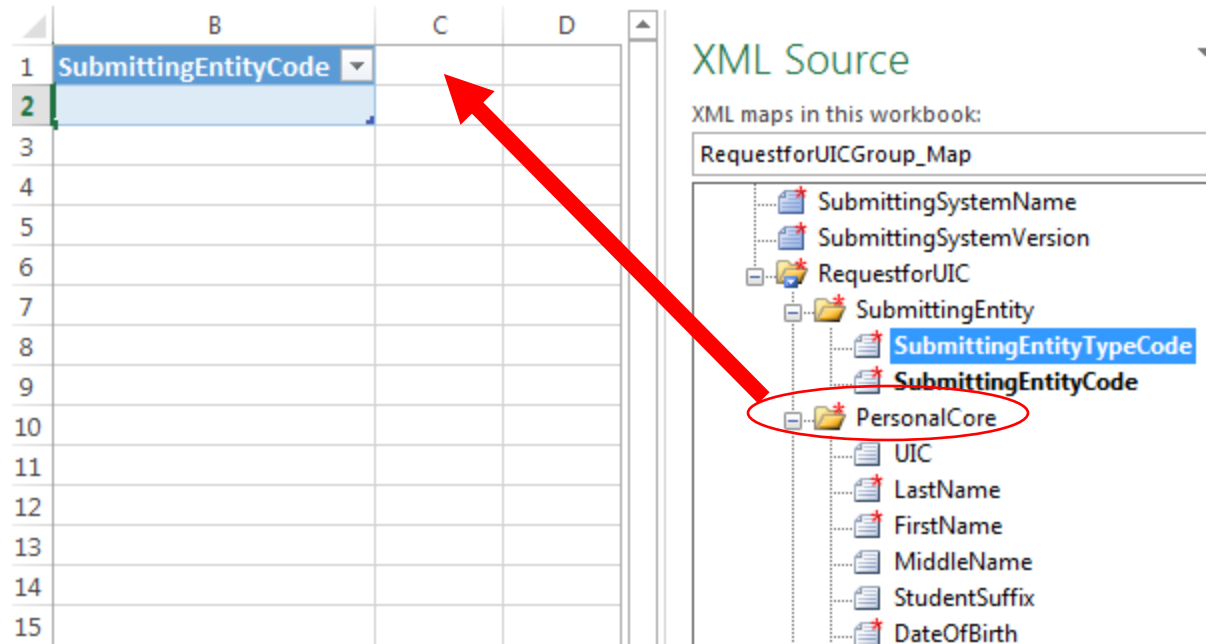 B C D
1 SubmittingEntityCode
2
3
4
5
6
7
8
9
10
11
12
13
14
15
XML Source
XML maps in this workbook:
RequestforUICGroup_Map
SubmittingSystemName
SubmittingSystemVersion
RequestforUIC
SubmittingEntity
SubmittingEntityTypeCode
SubmittingEntityCode
PersonalCore
UIC
LastName
FirstName
MiddleName
StudentSuffix
DateOfBirth